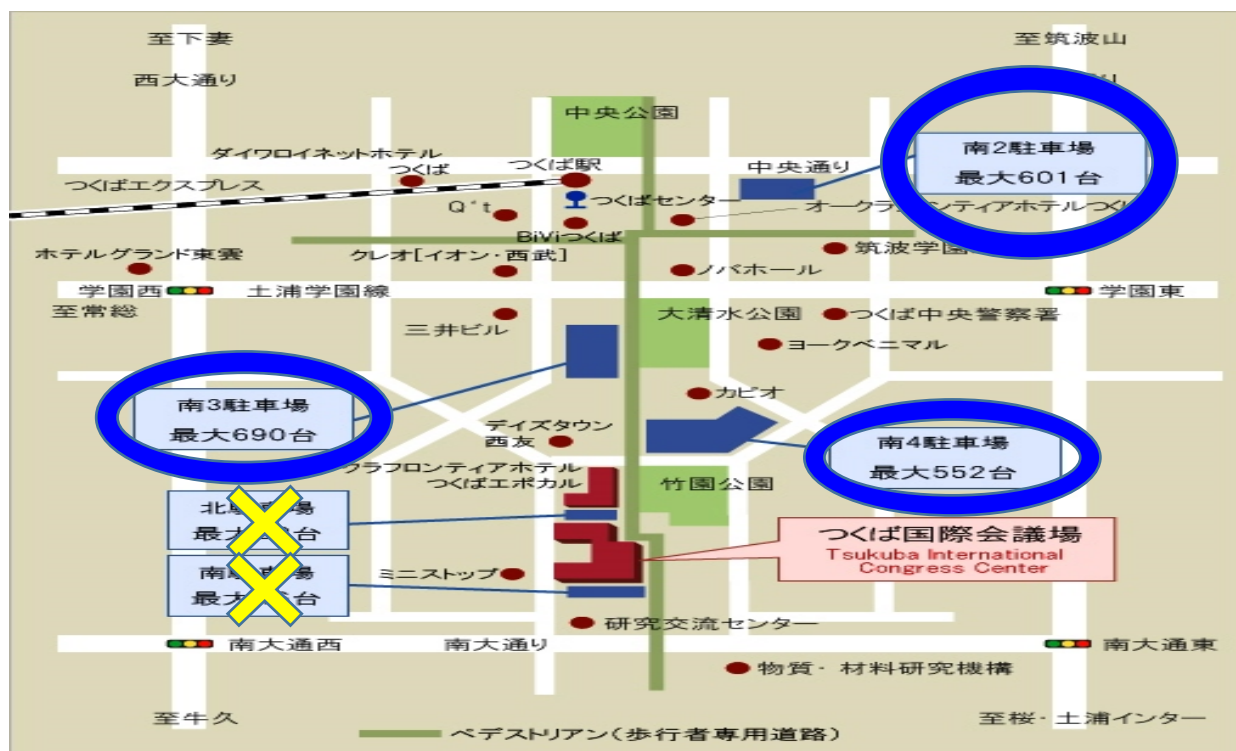 至下妻
至筑波山
西大通り
中央公園
南2駐車場
最大601台
ダイワロイネットホテル
つくば
つくば駅
中央通り
つくばエクスプレス
つくばセンター
Q't
BiViつくば
筑波学園
ホテルグランド東雲
クレオ[イオン・西武]
ノバホール
学園西
土浦学園線
学園東
至常総
大清水公園
つくば中央警察署
三井ビル
ヨークベニマル
南3駐車場
最大690台
カピオ
デイズタウン
西友
南4駐車場
最大552台
クラフロンティアホテル
つくばエポカル
竹園公園
つくば国際会議場
Tsukuba International
Congress Center
ミニストップ
研究交流センター
南大通西
南大通り
南大通東
物質・材料研究機構
至牛久
至桜・土浦インター
ペデストリアン(歩行者専用道路)